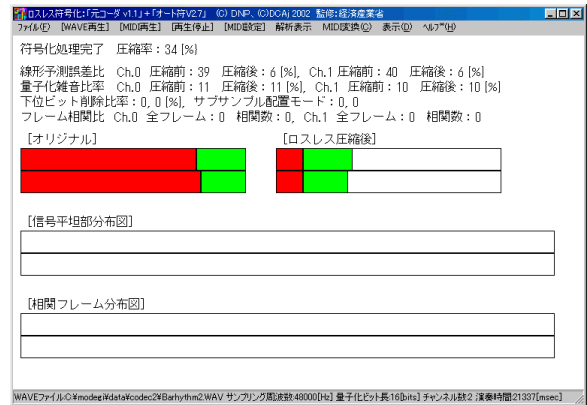 ロスレス符号化:「元コーダ v1.1」+「オート符V2.7」 (C) DNP、(C)DCAj 2002 監修:経済産業省
ファイル(F) [WAVE再生] [MIDI再生] [再生停止] [MIDI設定] 解析表示 MIDI変換(C) 表示(D) ヘルプ(H)
符号化処理完了 圧縮率:34 [%]
線形予測誤差比 Ch.0 圧縮前:39 圧縮後:6 [%], Ch.1 圧縮前:40 圧縮後:6 [%]
量子化雑音比率 Ch.0 圧縮前:11 圧縮後:11 [%], Ch.1 圧縮前:10 圧縮後:10 [%]
下位ビット削除比率:0, 0 [%], サブサンプル配置モード:0, 0
フレーム相関比 Ch.0 全フレーム:0 相関数:0, Ch.1 全フレーム:0 相関数:0
[オリジナル] [ロスレス圧縮後]
[信号平坦部分布図]
[相関フレーム分布図]
WAVEファイル:C:¥modegi¥data¥codec2¥Barhythm2.WAV サンプリング周波数:48000[Hz] 量子化ビット長:16[bits] チャンネル数:2 演奏時間:21337[msec]